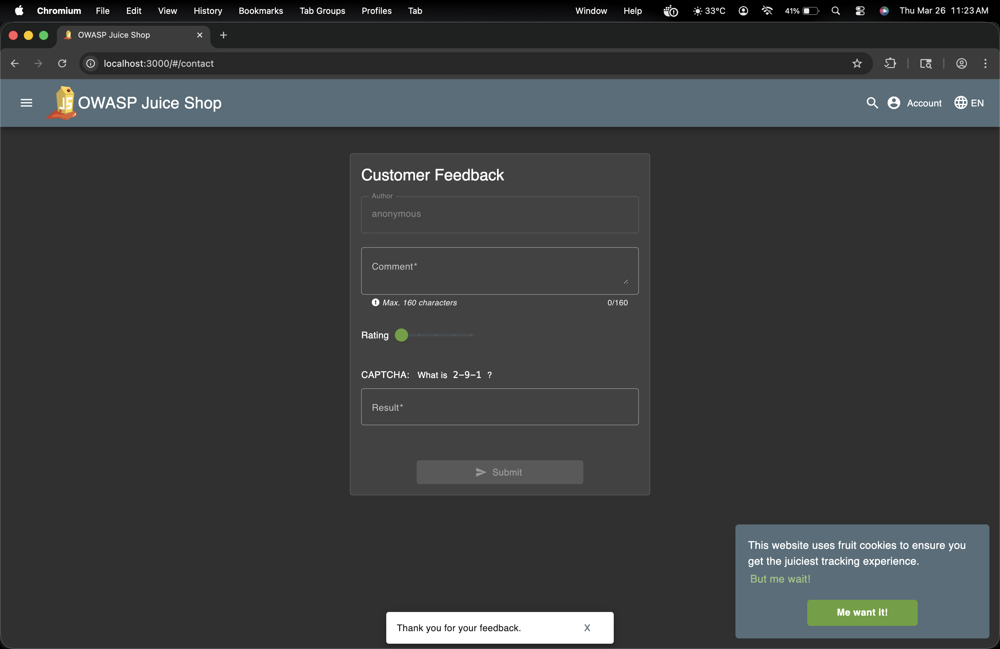 Chromium File Edit View History Bookmarks Tab Groups Profiles Tab Window Help 33°C 41% Thu Mar 26 11:23 AM
OWASP Juice Shop
localhost:3000/#/contact
OWASP Juice Shop Account EN
Customer Feedback
Author
anonymous
Comment*
Max. 160 characters 0/160
Rating
CAPTCHA: What is 2-9-1 ?
Result*
Submit
This website uses fruit cookies to ensure you
get the juiciest tracking experience.
But me wait!
Me want it!
Thank you for your feedback. X